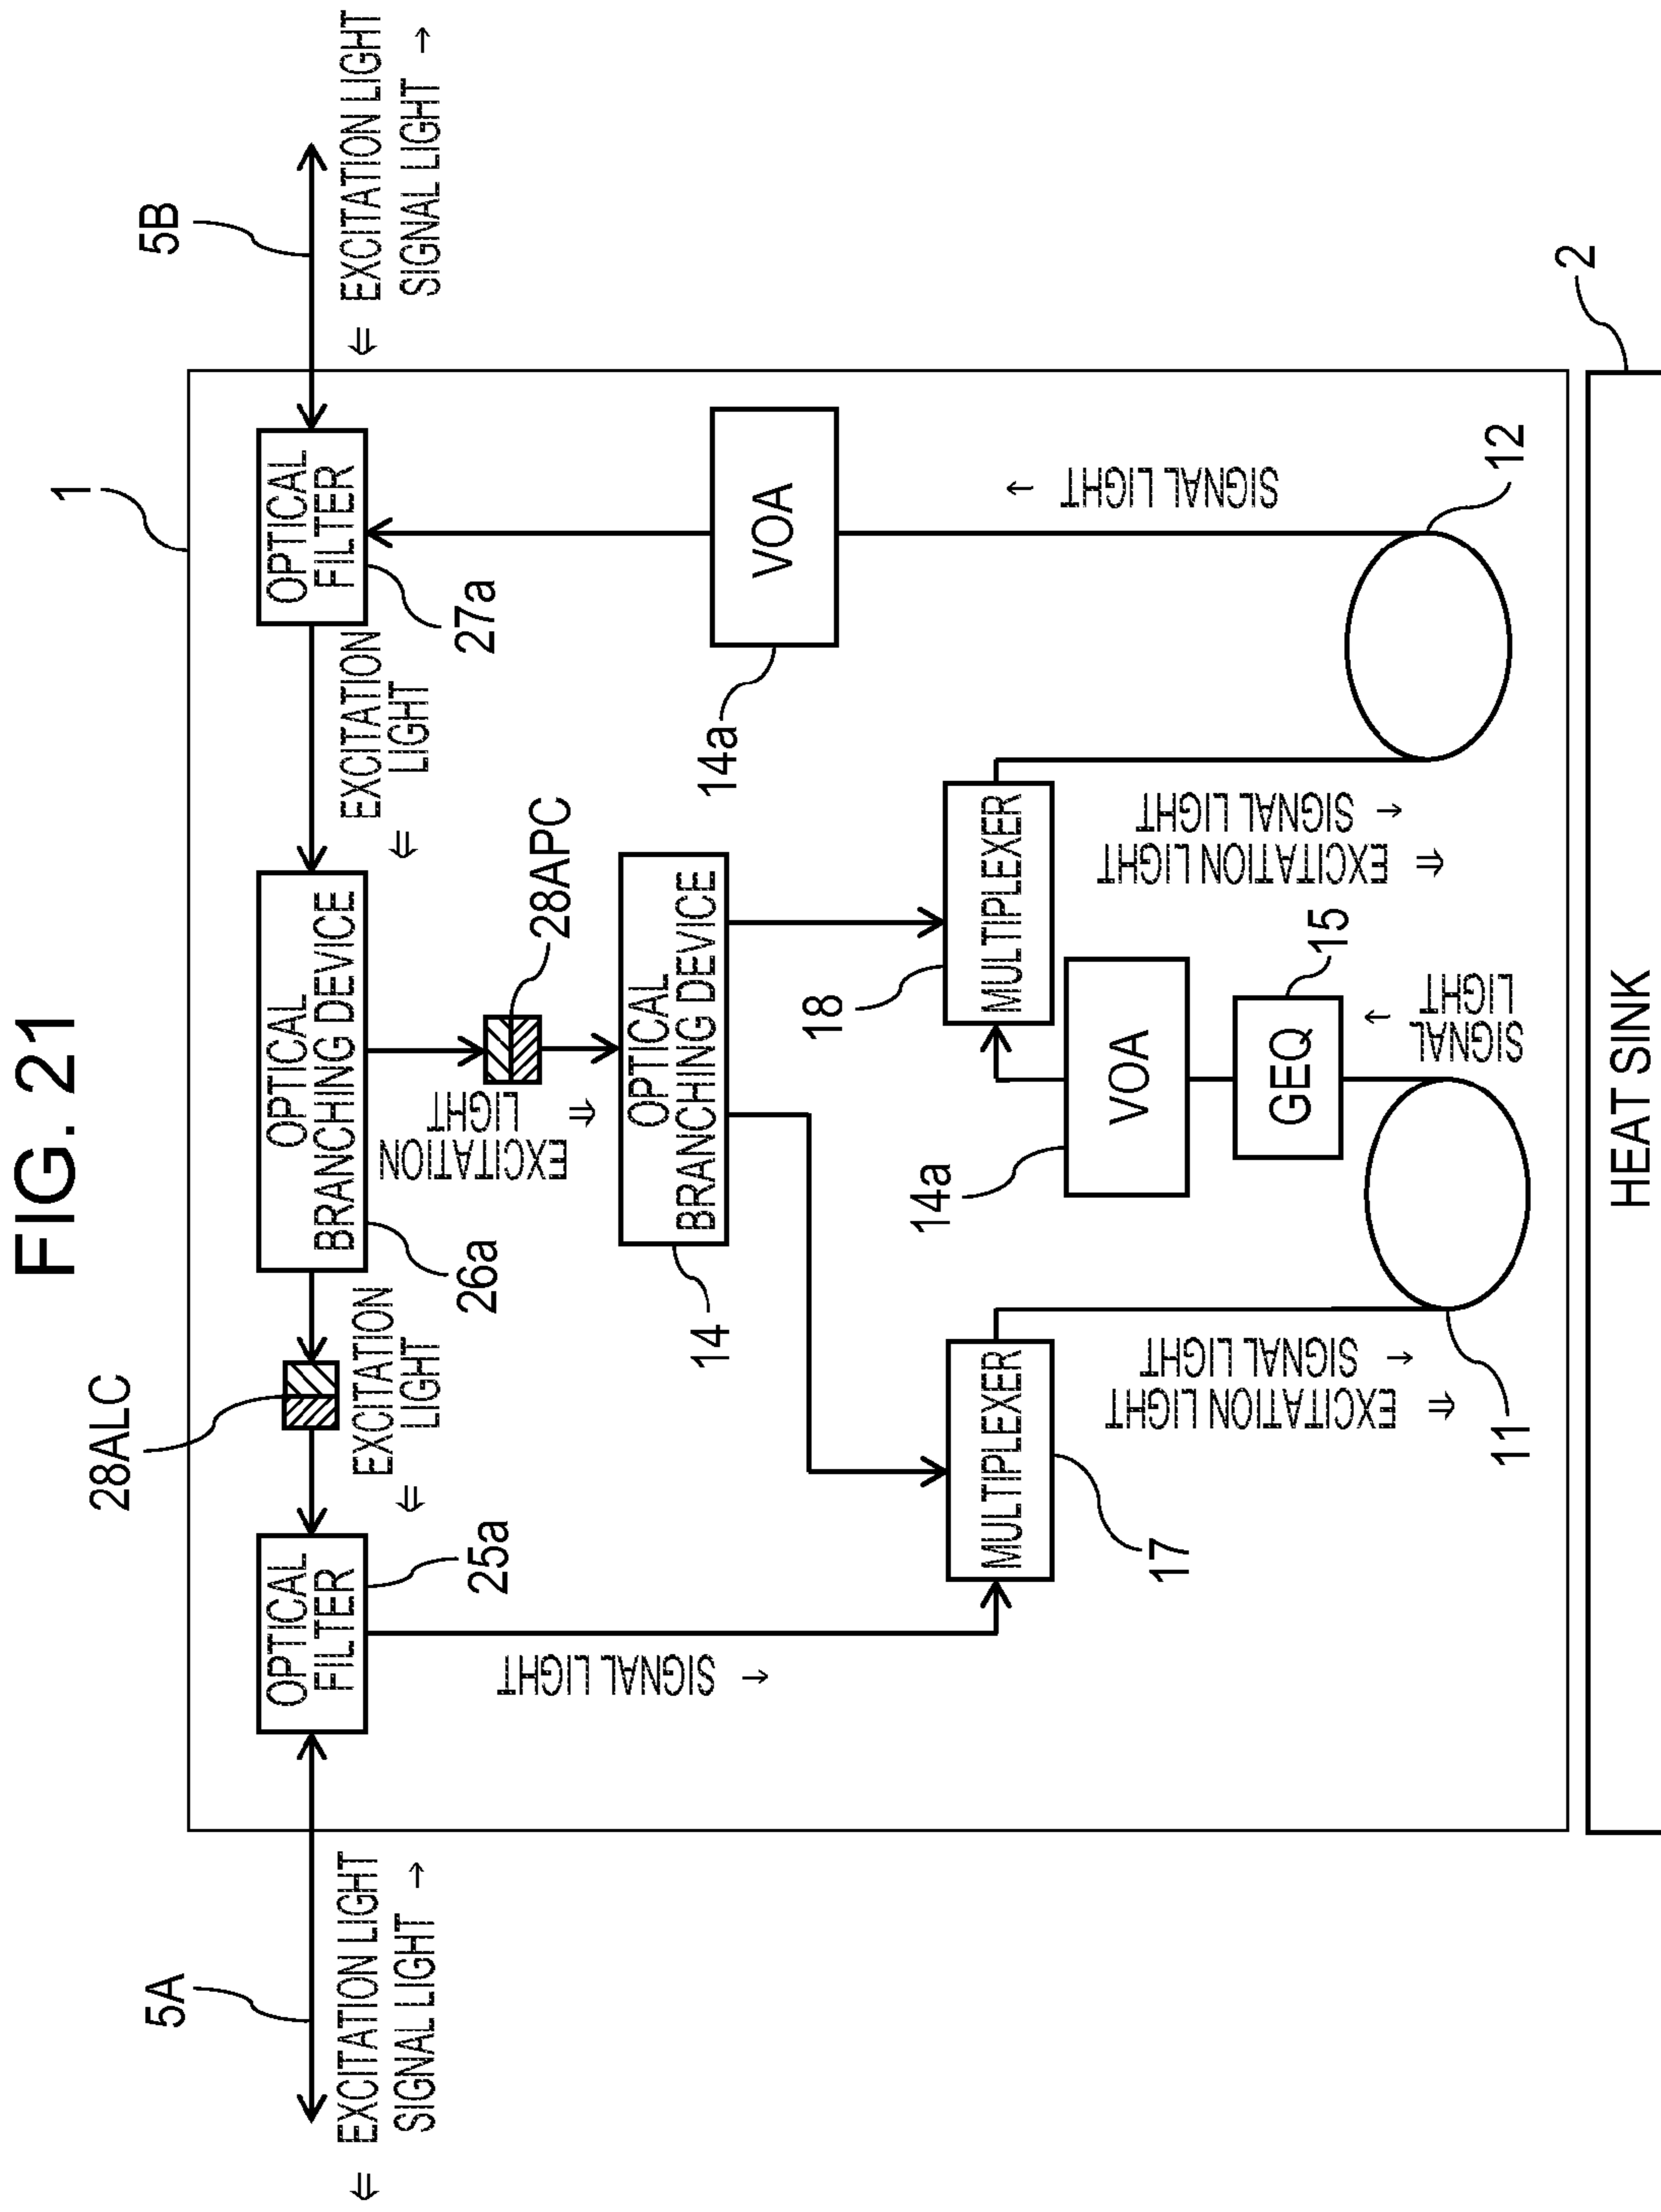 FIG. 21
28ALC
1
5A
5B
OPTICAL
FILTER
OPTICAL
BRANCHING DEVICE
OPTICAL
FILTER
⇐ EXCITATION LIGHT
SIGNAL LIGHT →
EXCITATION
⇐ LIGHT
EXCITATION
⇐ LIGHT
⇐ EXCITATION LIGHT
SIGNAL LIGHT →
25a
26a
27a
EXCITATION
LIGHT
⇒
28APC
SIGNAL LIGHT →
14
OPTICAL
BRANCHING DEVICE
14a
VOA
18
MULTIPLEXER
MULTIPLEXER
17
14a
VOA
SIGNAL LIGHT →
EXCITATION LIGHT
⇒
SIGNAL LIGHT
→
EXCITATION LIGHT
⇒
SIGNAL LIGHT
→
GEQ
15
SIGNAL
LIGHT
→
11
12
HEAT SINK
2